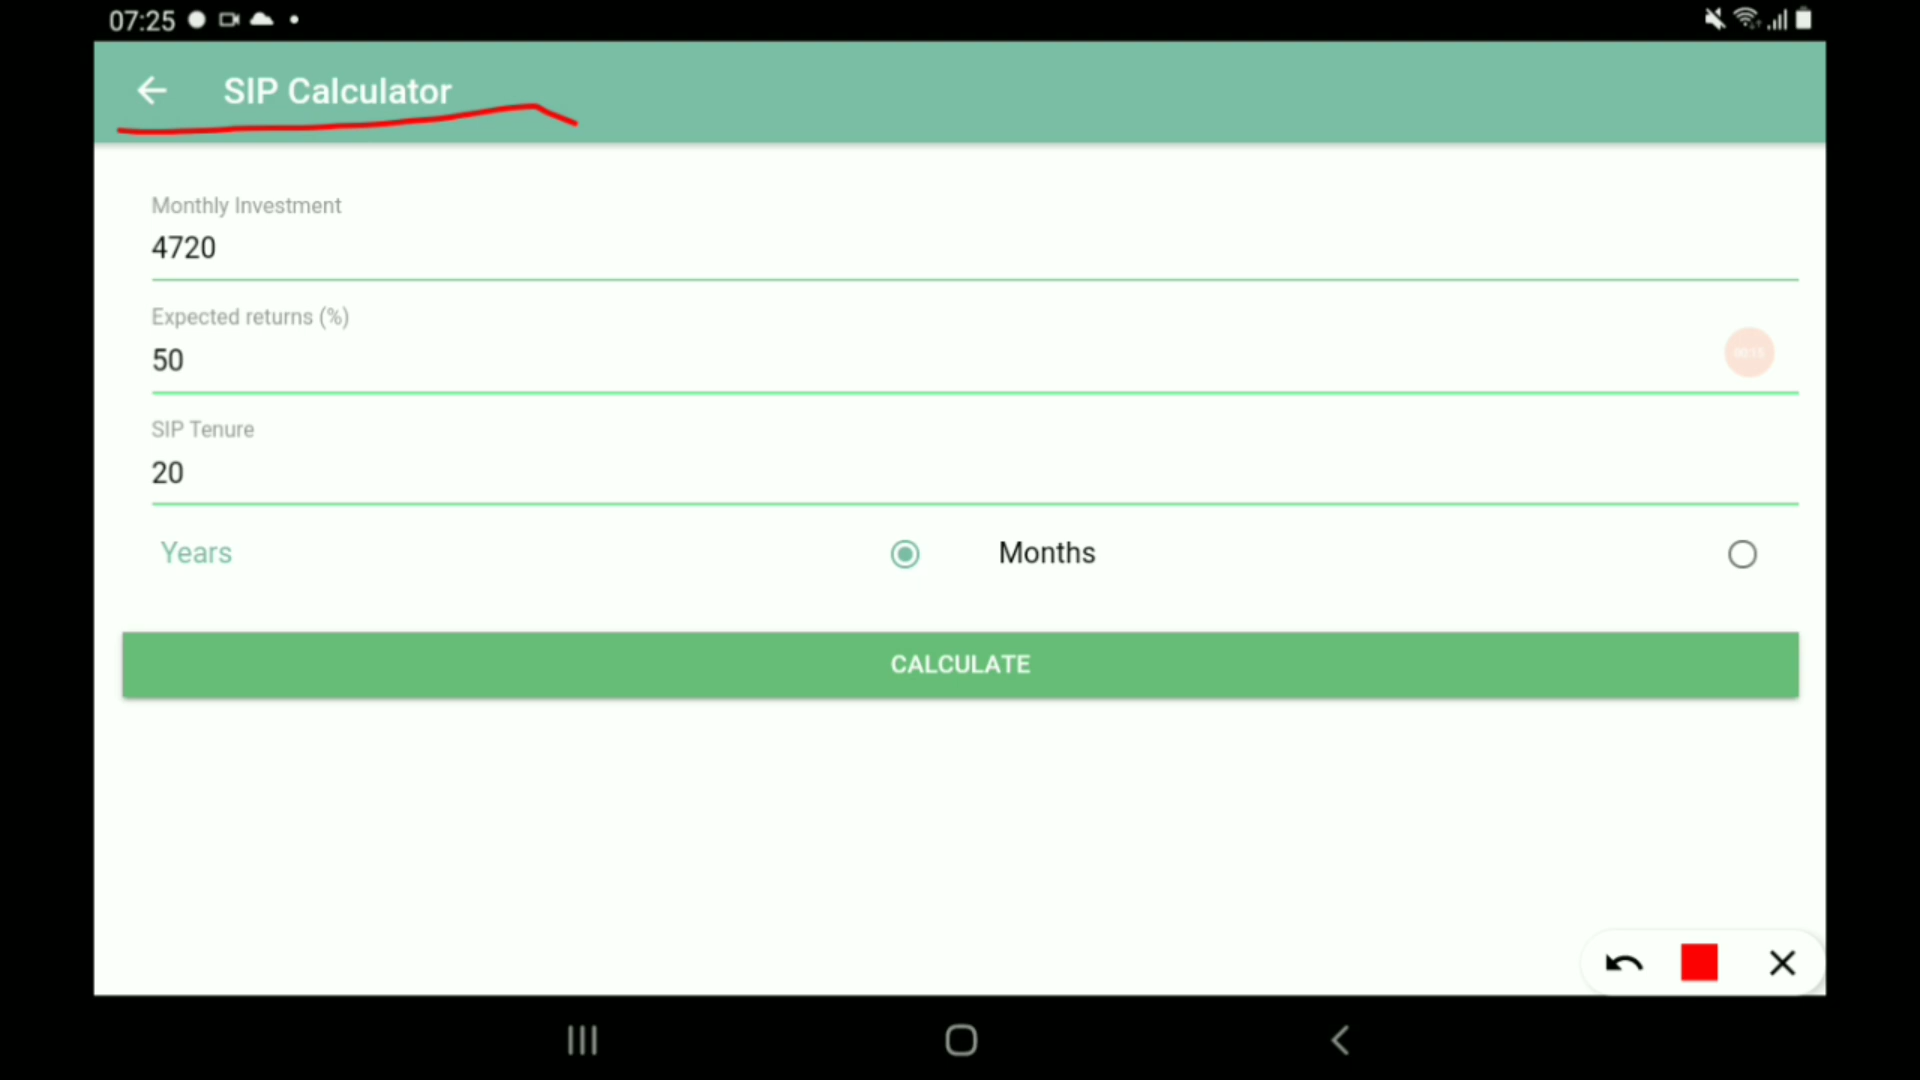 07:25
SIP Calculator
Monthly Investment
4720
Expected returns (%)
50
SIP Tenure
20
Years
Months
CALCULATE